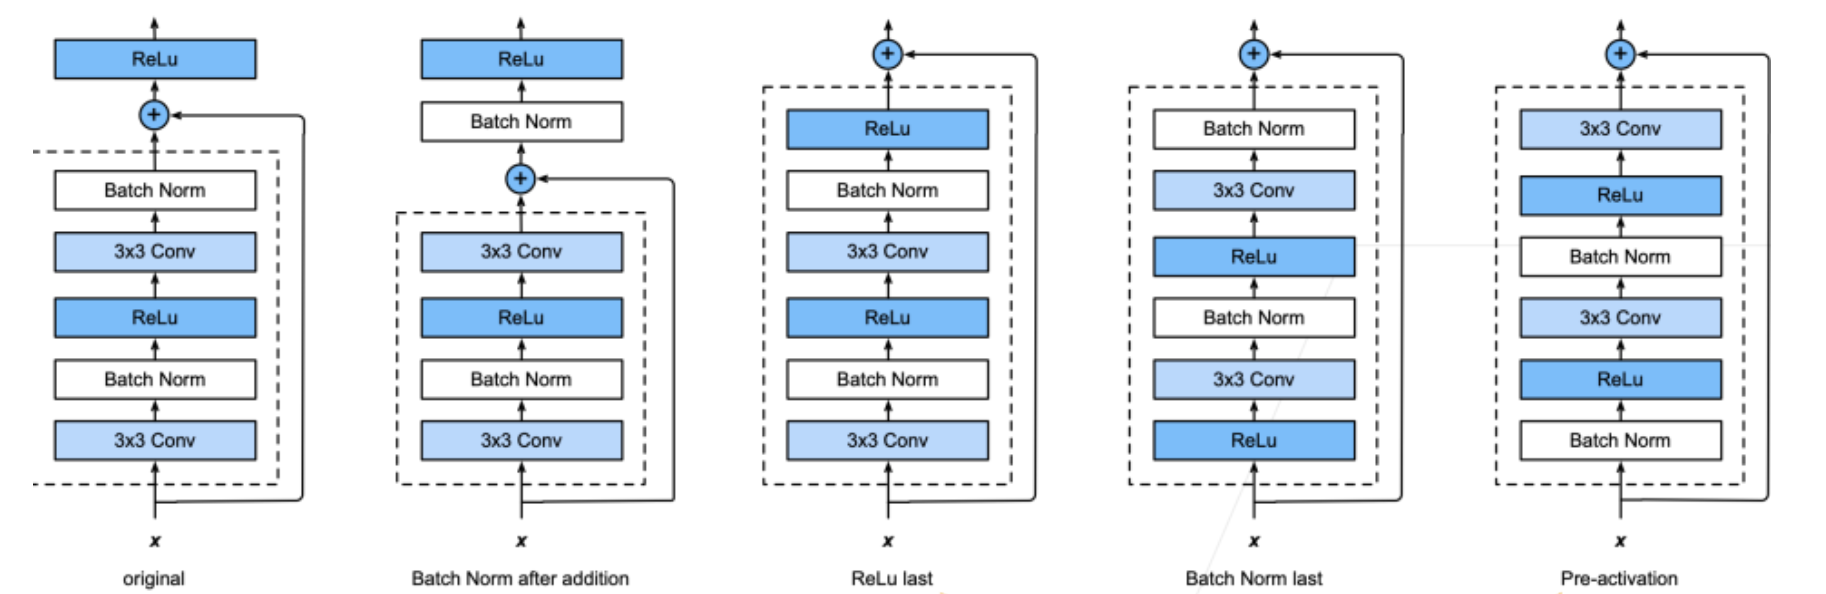 ReLu
+
Batch Norm
3x3 Conv
ReLu
Batch Norm
3x3 Conv
x
original
ReLu
Batch Norm
+
3x3 Conv
ReLu
Batch Norm
3x3 Conv
x
Batch Norm after addition
+
ReLu
Batch Norm
3x3 Conv
ReLu
Batch Norm
3x3 Conv
x
ReLu last
+
Batch Norm
3x3 Conv
ReLu
Batch Norm
3x3 Conv
ReLu
x
Batch Norm last
+
3x3 Conv
ReLu
Batch Norm
3x3 Conv
ReLu
Batch Norm
x
Pre-activation